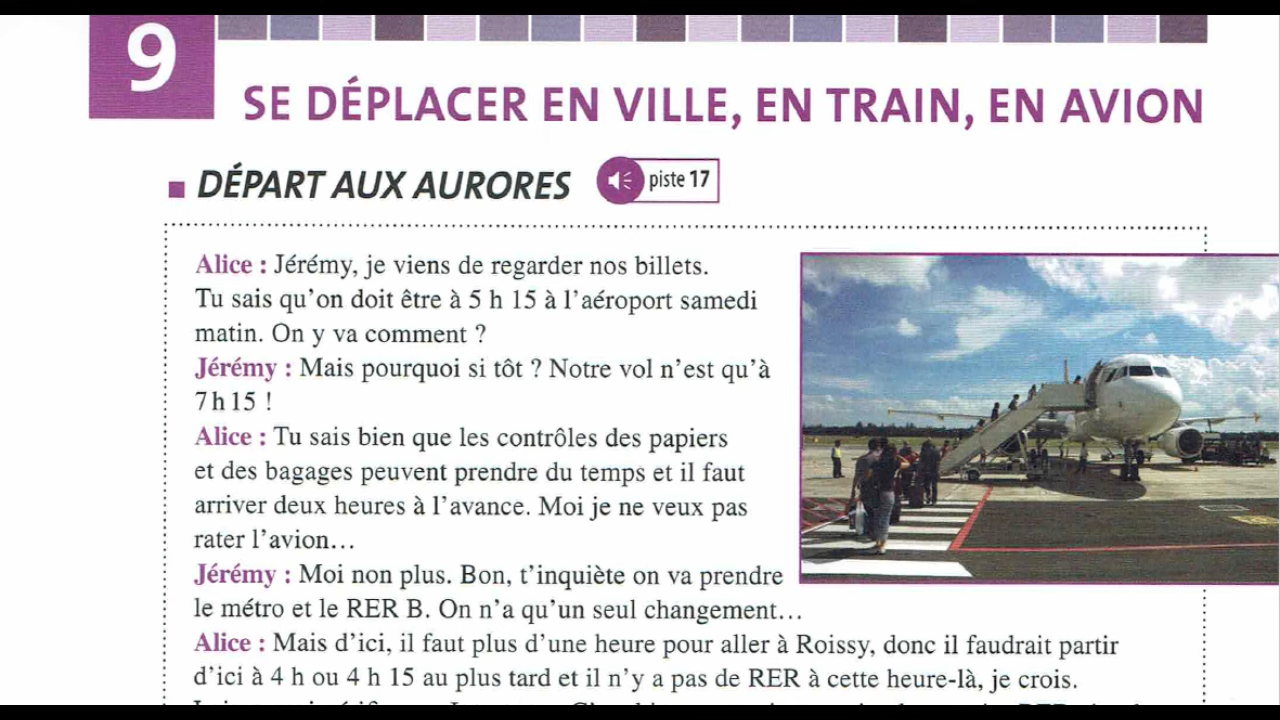 9
SE DÉPLACER EN VILLE, EN TRAIN, EN AVION
DÉPART AUX AURORES
piste 17
Alice : Jérémy, je viens de regarder nos billets.
Tu sais qu'on doit être à 5 h 15 à l'aéroport samedi
matin. On y va comment ?
Jérémy : Mais pourquoi si tôt ? Notre vol n'est qu'à
7 h 15 !
Alice : Tu sais bien que les contrôles des papiers
et des bagages peuvent prendre du temps et il faut
arriver deux heures à l'avance. Moi je ne veux pas
rater l'avion…
Jérémy : Moi non plus. Bon, t'inquiète on va prendre
le métro et le RER B. On n'a qu'un seul changement…
Alice : Mais d'ici, il faut plus d'une heure pour aller à Roissy, donc il faudrait partir
d'ici à 4 h ou 4 h 15 au plus tard et il n'y a pas de RER à cette heure-là, je crois.